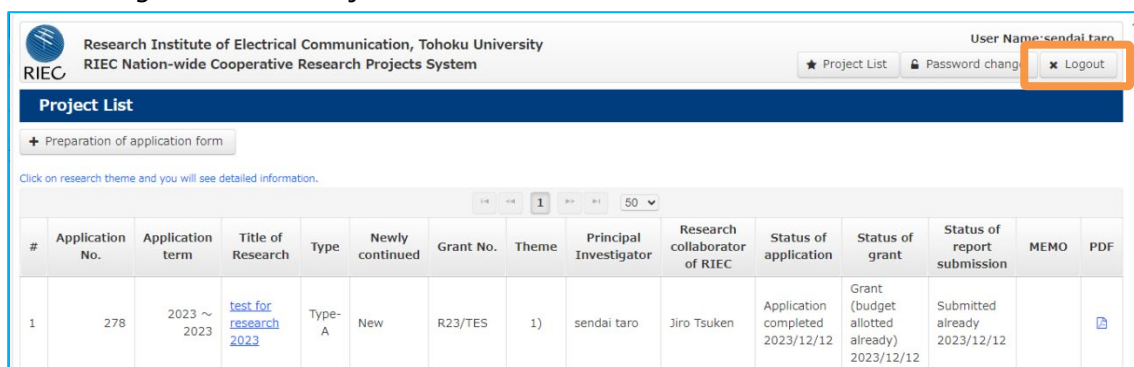 Research Institute of Electrical Communication, Tohoku University
RIEC Nation-wide Cooperative Research Projects System
RIEC
User Name:sendai taro
Project List
Password change
Logout
Project List
Preparation of application form
Click on research theme and you will see detailed information.
1
50
# Application No. Application term Title of Research Type Newly continued Grant No. Theme Principal Investigator Research collaborator of RIEC Status of application Status of grant Status of report submission MEMO PDF
1 278 2023 ~ 2023 test for research 2023 Type-A New R23/TES 1) sendai taro Jiro Tsuken Application completed 2023/12/12 Grant (budget allotted already) 2023/12/12 Submitted already 2023/12/12